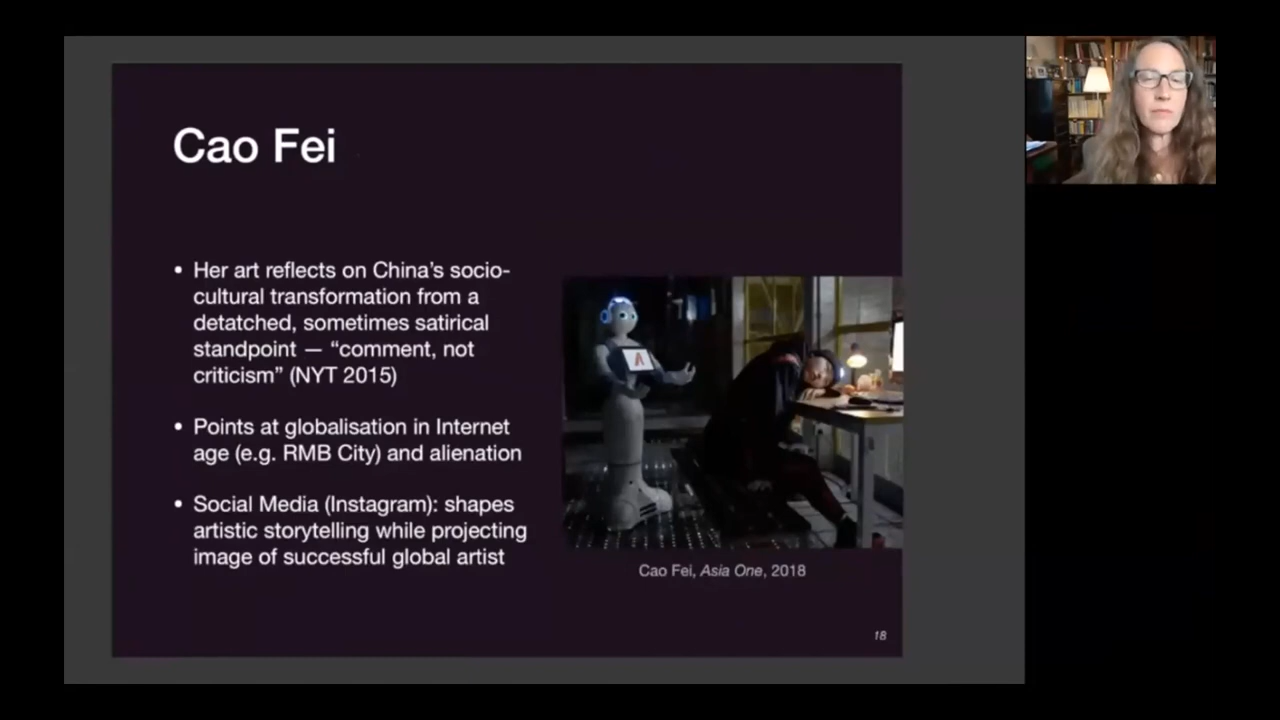 Cao Fei
• Her art reflects on China's socio-
cultural transformation from a
detatched, sometimes satirical
standpoint — “comment, not
criticism” (NYT 2015)
• Points at globalisation in Internet
age (e.g. RMB City) and alienation
• Social Media (Instagram): shapes
artistic storytelling while projecting
image of successful global artist
Cao Fei, Asia One, 2018
18